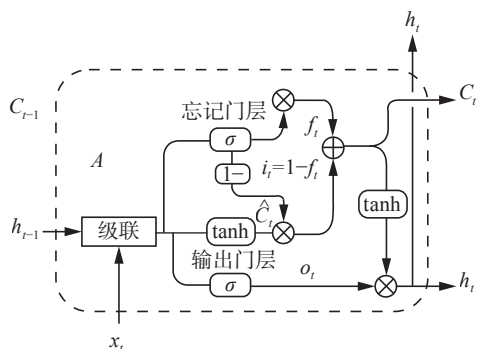 h_t
C_{t-1}
忘记门层
f_t
C_t
A
σ
1-
i_t=1-f_t
h_{t-1}
级联
tanh
Ĉ_t
tanh
输出门层
σ
o_t
h_t
x_t